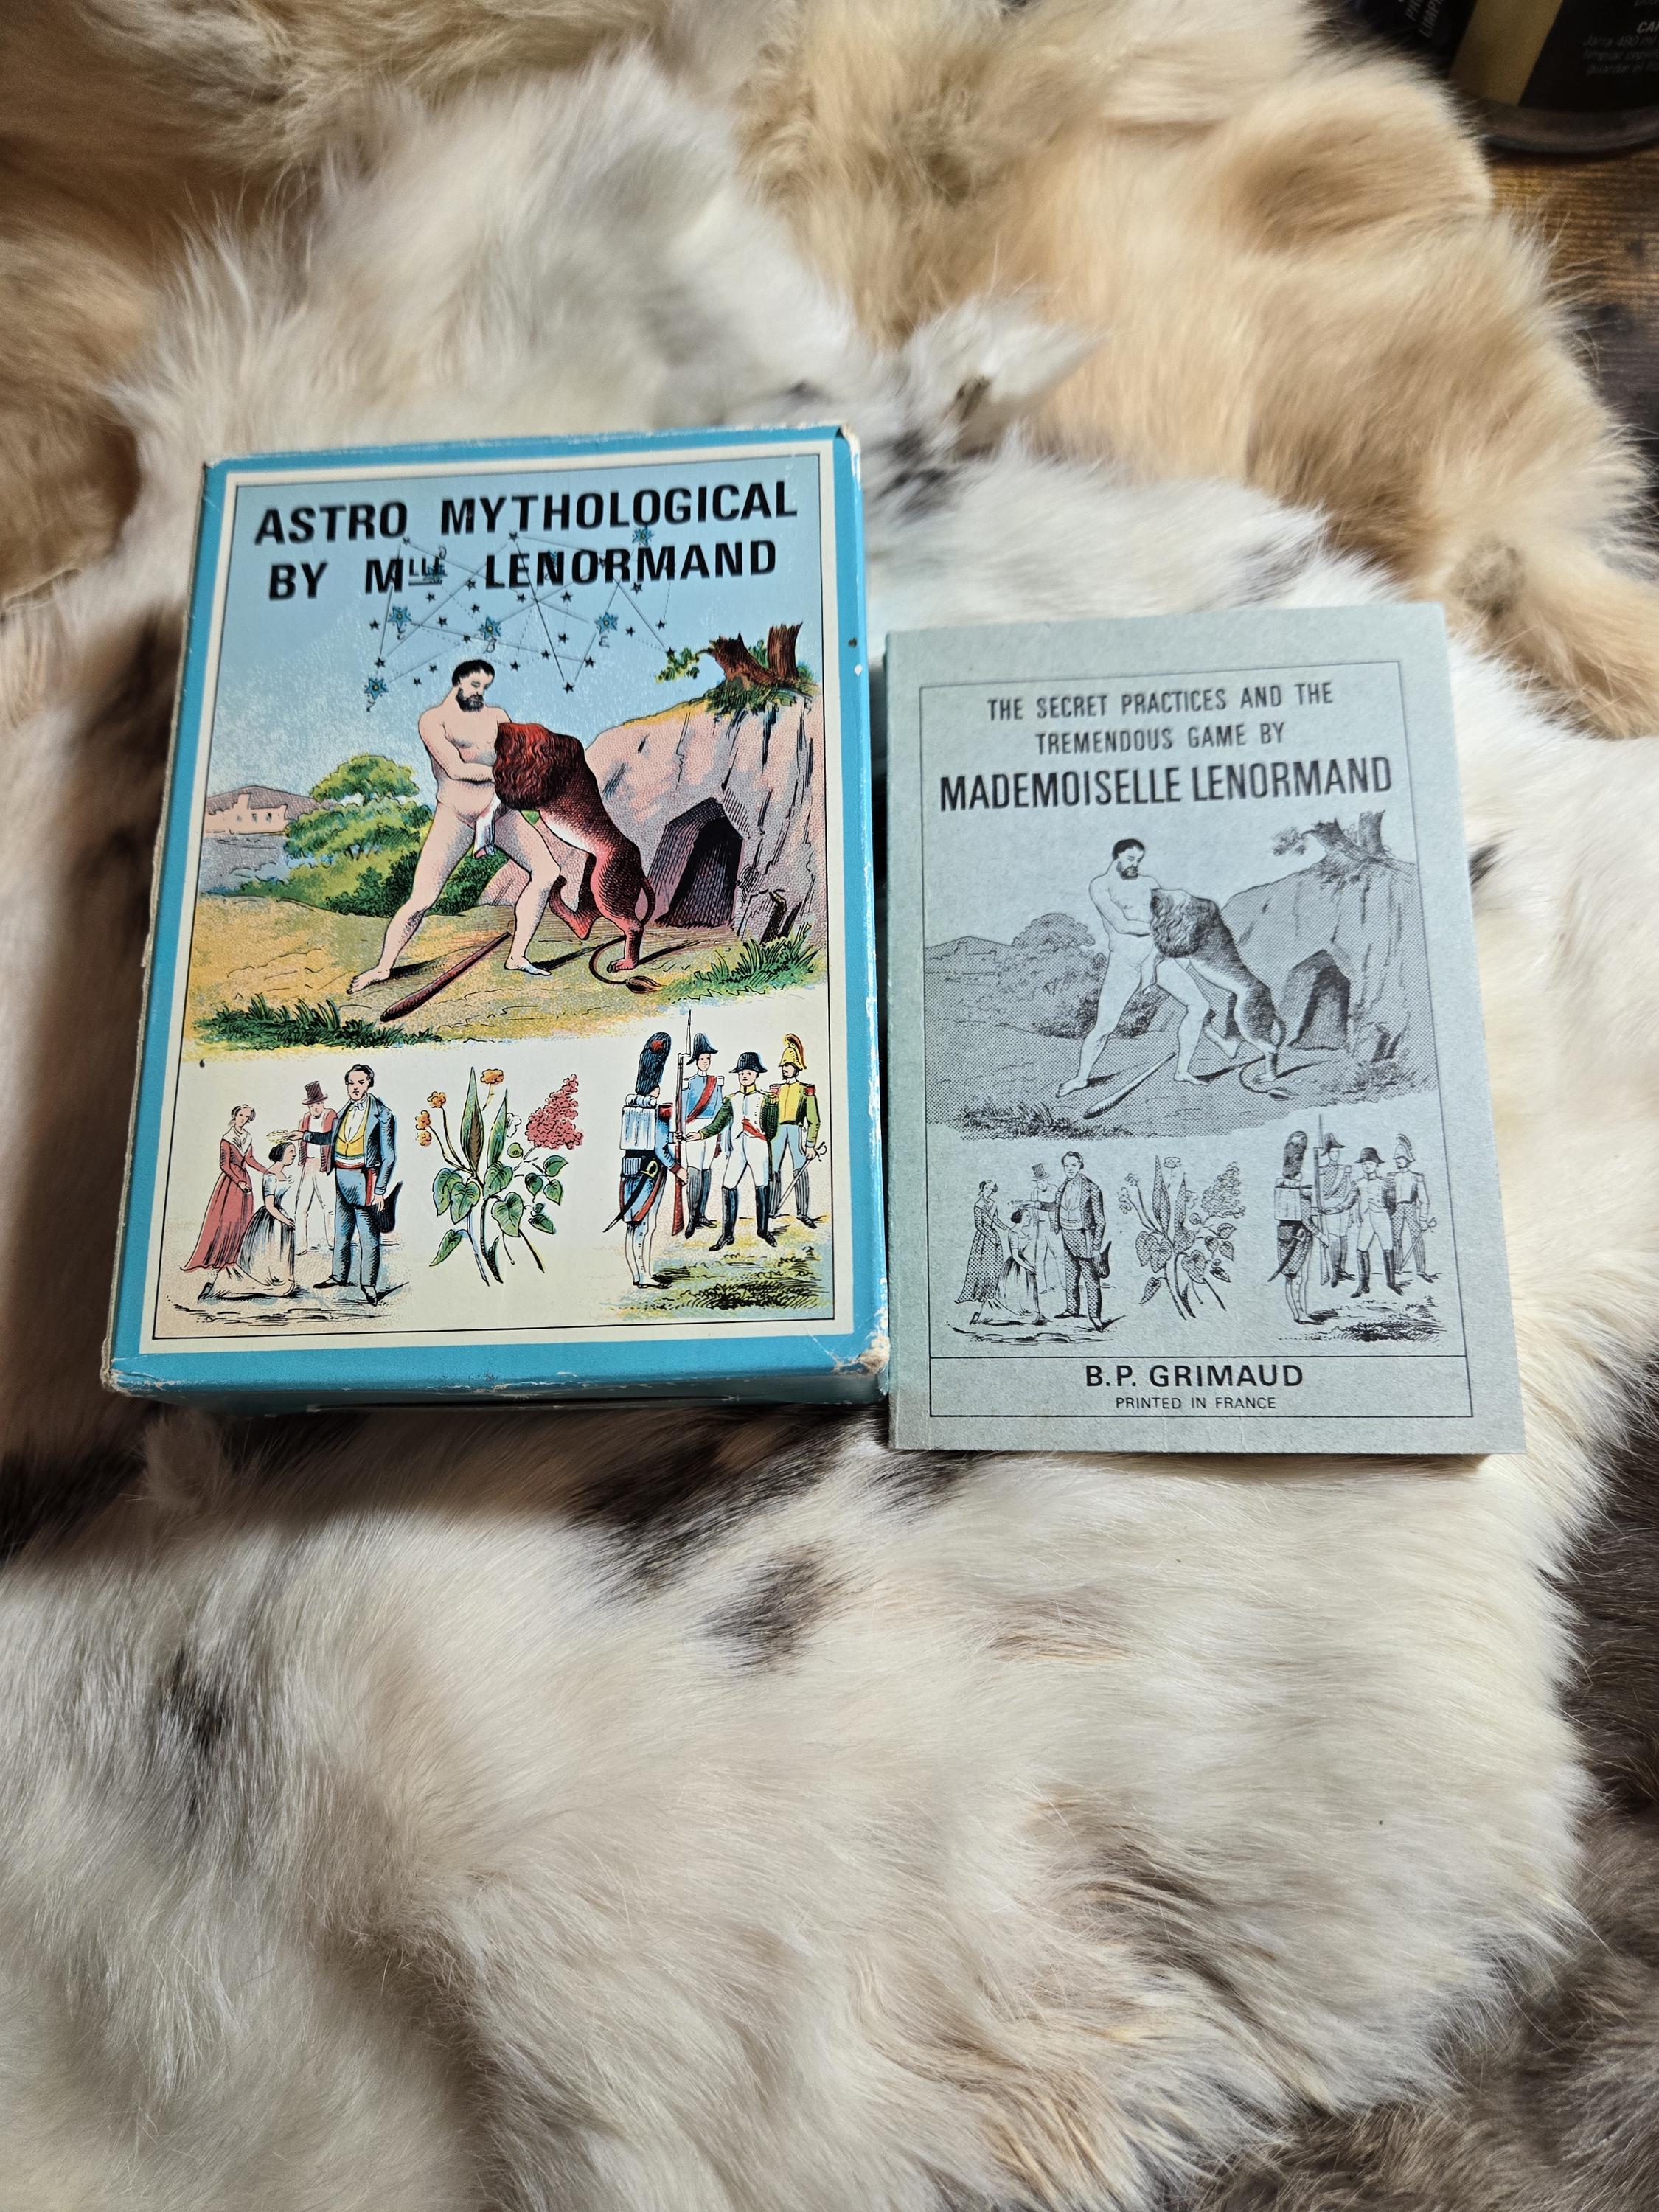 ASTRO MYTHOLOGICAL
BY MLLE LENORMAND
THE SECRET PRACTICES AND THE
TREMENDOUS GAME BY
MADEMOISELLE LENORMAND
B.P. GRIMAUD
PRINTED IN FRANCE